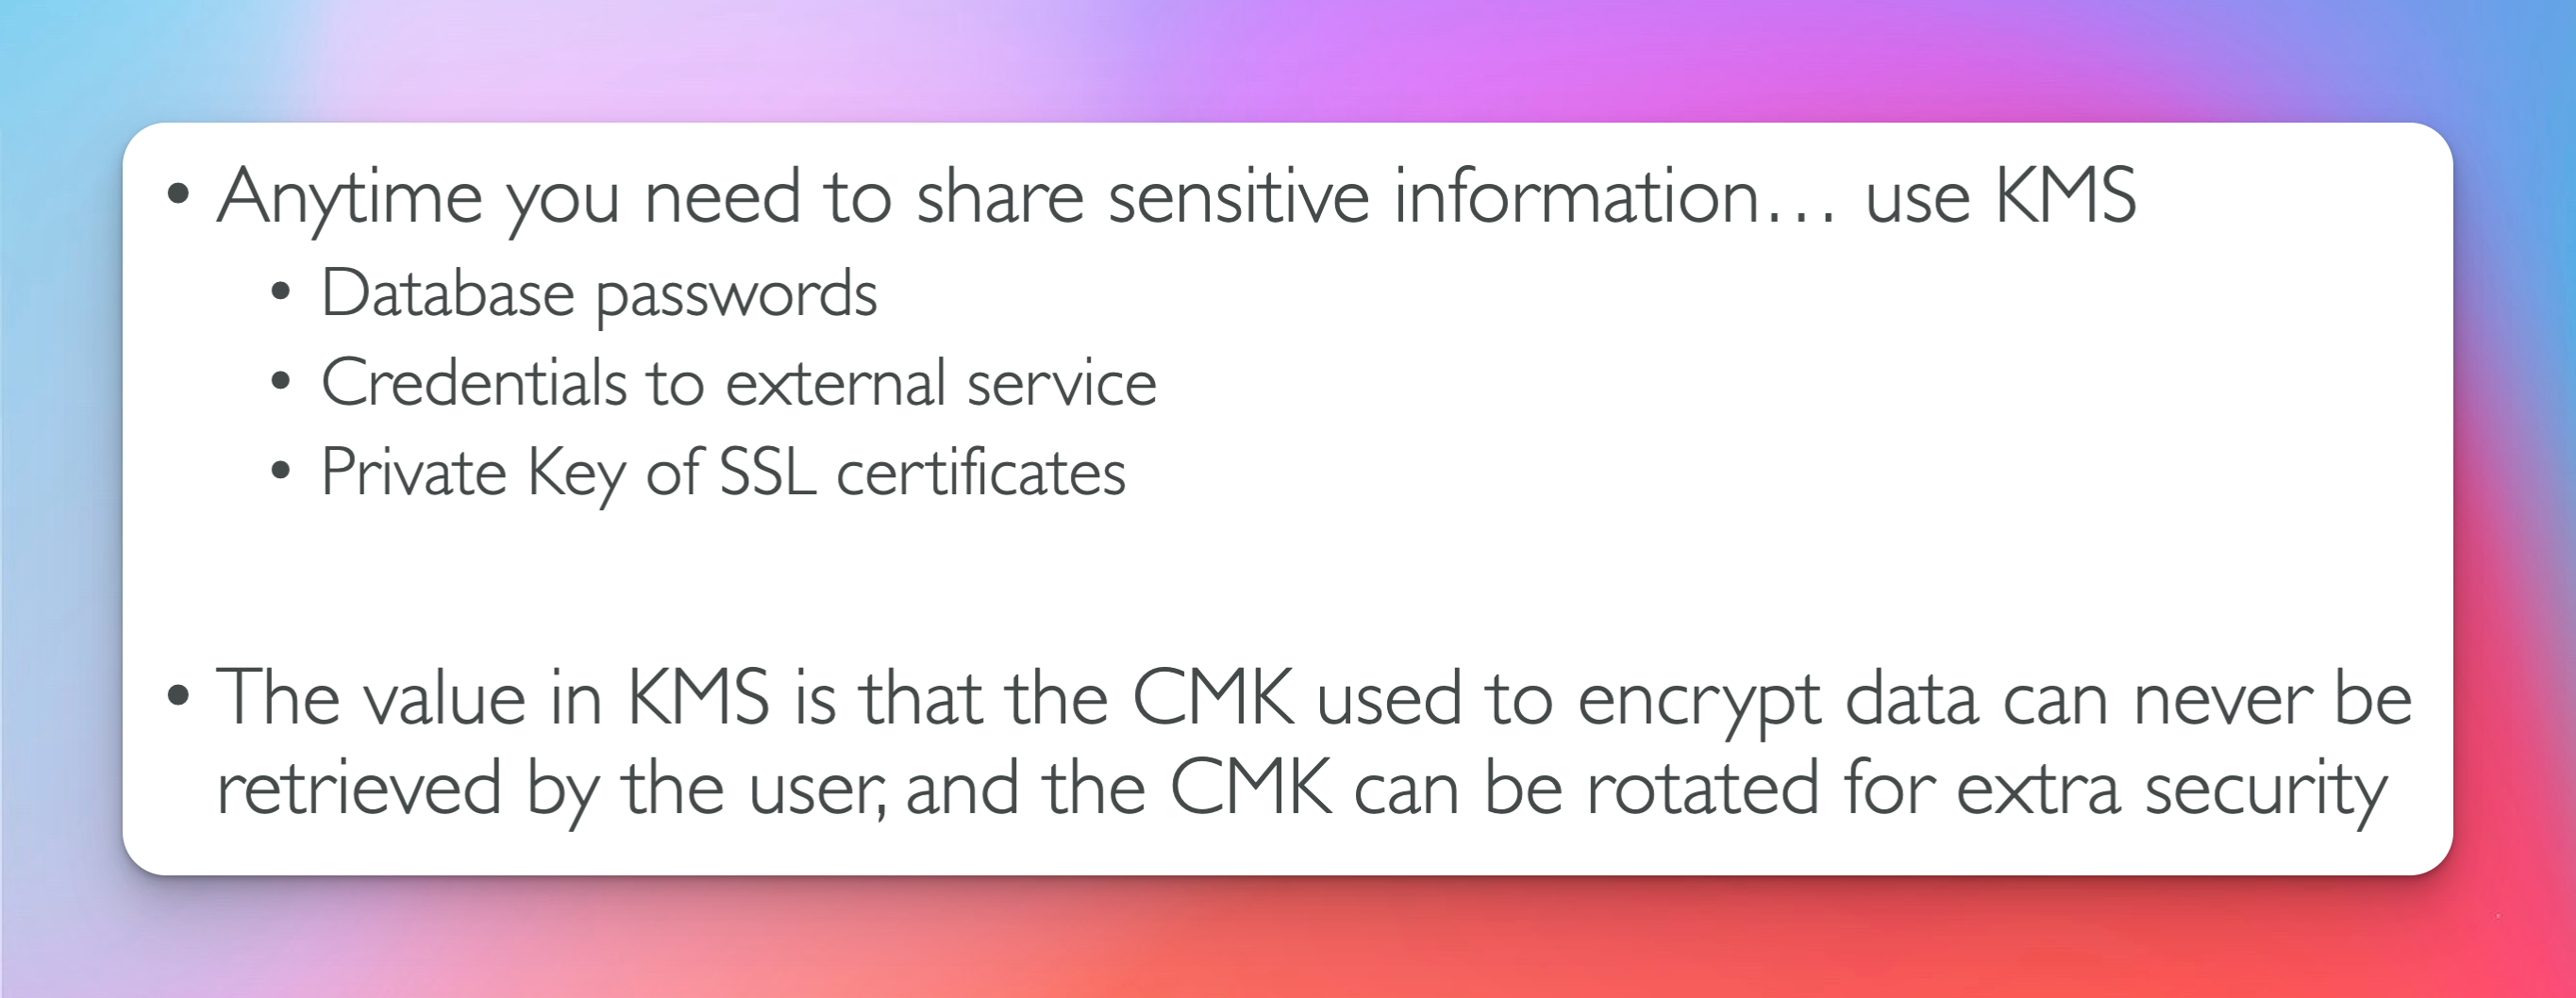 • Anytime you need to share sensitive information… use KMS
• Database passwords
• Credentials to external service
• Private Key of SSL certificates
• The value in KMS is that the CMK used to encrypt data can never be
retrieved by the user, and the CMK can be rotated for extra security